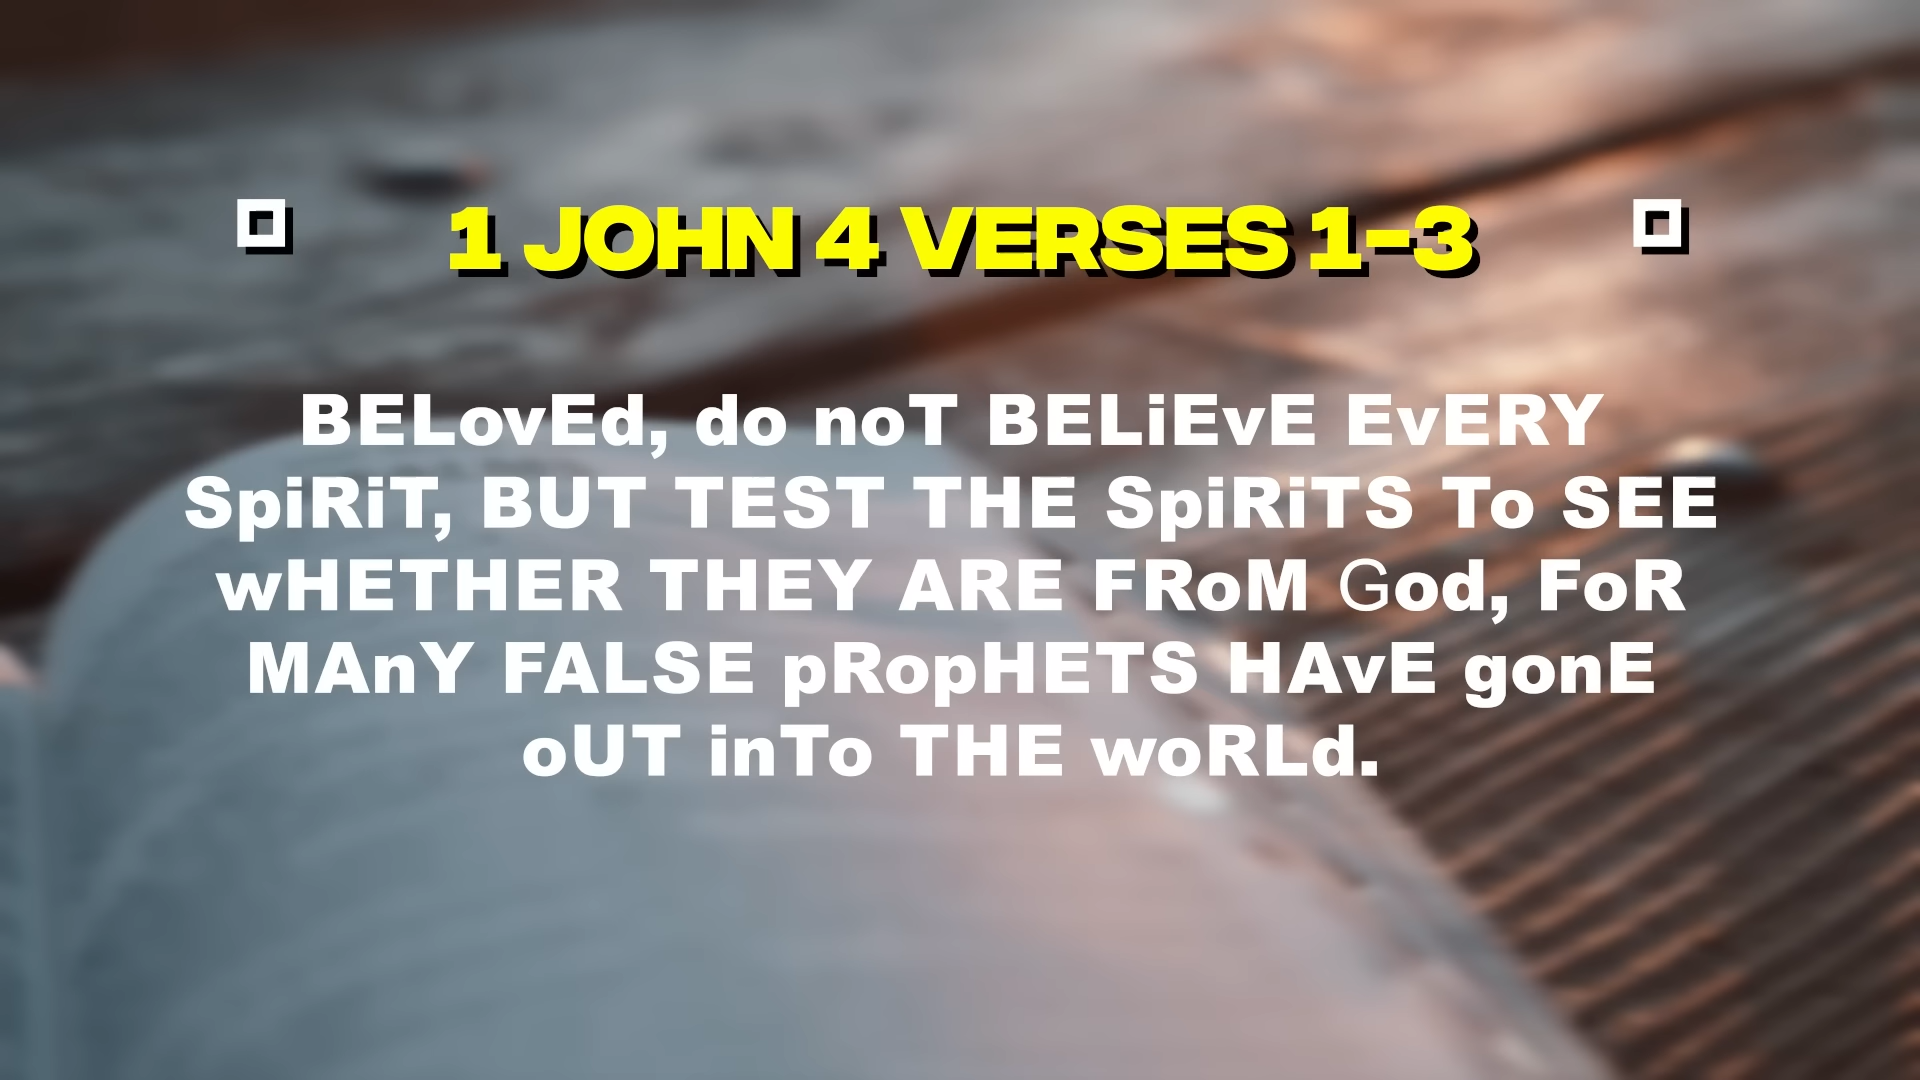 1 JOHN 4 VERSES 1-3
BELovEd, do noT BELiEvE EvERY
SpiRiT, BUT TEST THE SpiRiTS To SEE
wHETHER THEY ARE FRoM God, FoR
MAnY FALSE pRopHETS HAvE gonE
oUT inTo THE woRLd.